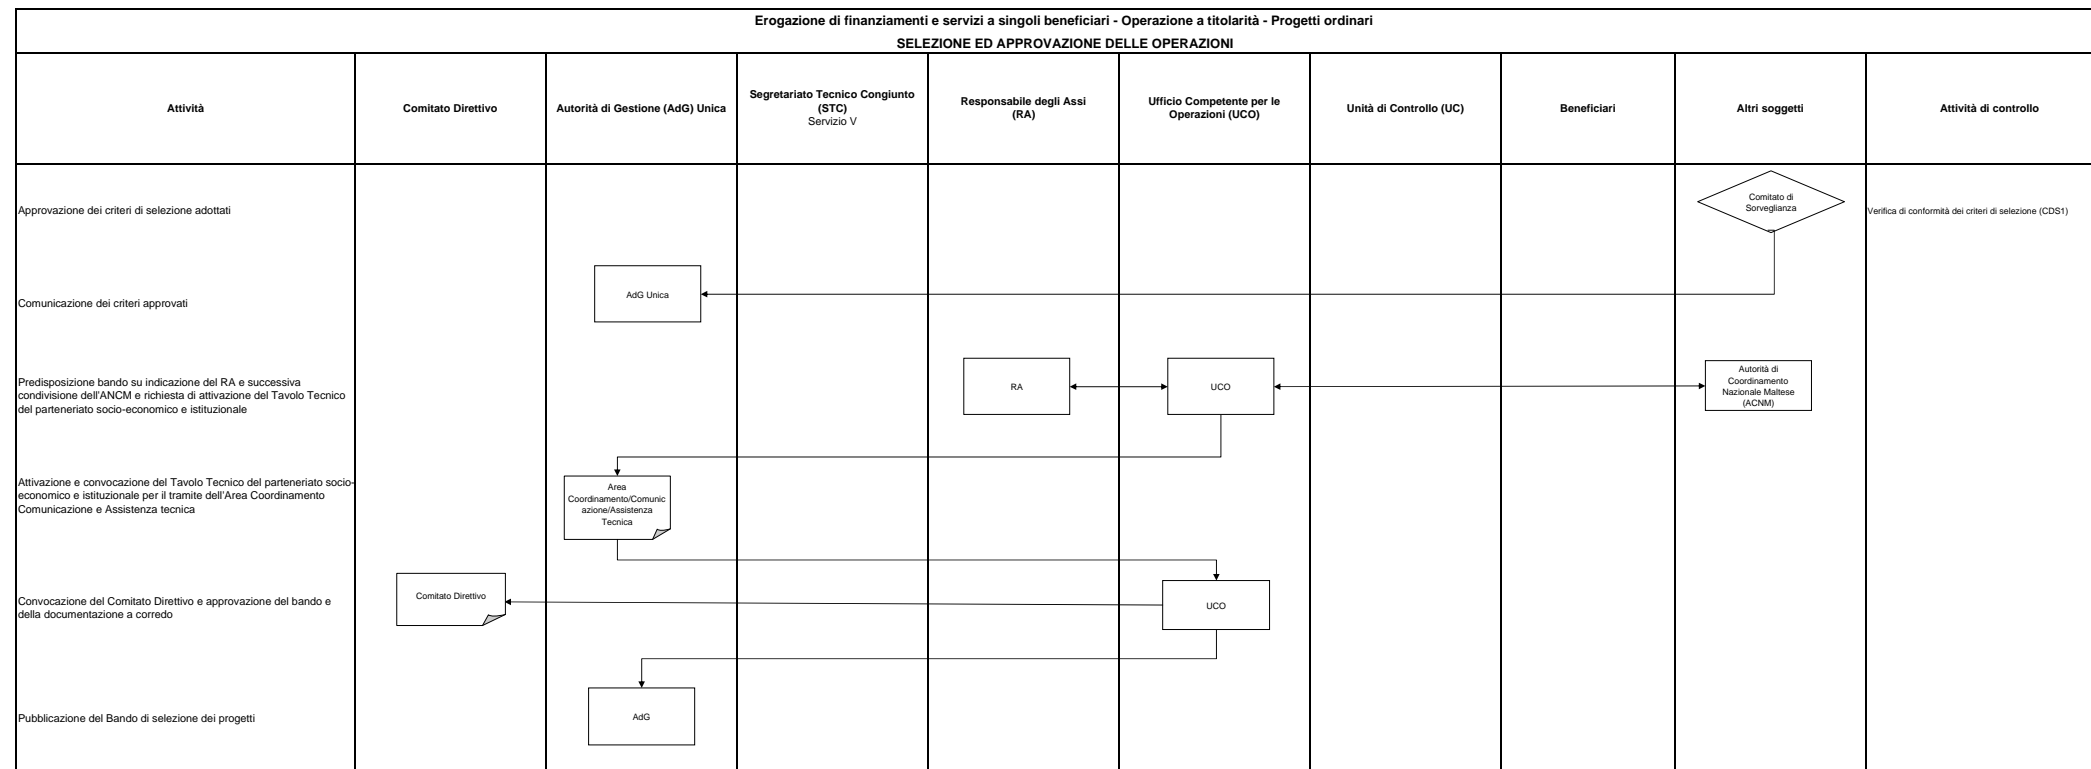 Erogazione di finanziamenti e servizi a singoli beneficiari - Operazione a titolarità - Progetti ordinari
SELEZIONE ED APPROVAZIONE DELLE OPERAZIONI
Attività
Comitato Direttivo
Autorità di Gestione (AdG) Unica
Segretariato Tecnico Congiunto
(STC)
Servizio V
Responsabile degli Assi
(RA)
Ufficio Competente per le
Operazioni (UCO)
Unità di Controllo (UC)
Beneficiari
Altri soggetti
Attività di controllo
Approvazione dei criteri di selezione adottati
Comitato di
Sorveglianza
Verifica di conformità dei criteri di selezione (CDS1)
Comunicazione dei criteri approvati
AdG Unica
Predisposizione bando su indicazione del RA e successiva
condivisione dell'ANCM e richiesta di attivazione del Tavolo Tecnico
del parteneriato socio-economico e istituzionale
RA
UCO
Autorità di
Coordinamento
Nazionale Maltese
(ACNM)
Attivazione e convocazione del Tavolo Tecnico del parteneriato socio-
economico e istituzionale per il tramite dell'Area Coordinamento
Comunicazione e Assistenza tecnica
Area
Coordinamento/Comunic
azione/Assistenza
Tecnica
Convocazione del Comitato Direttivo e approvazione del bando e
della documentazione a corredo
Comitato Direttivo
UCO
Pubblicazione del Bando di selezione dei progetti
AdG